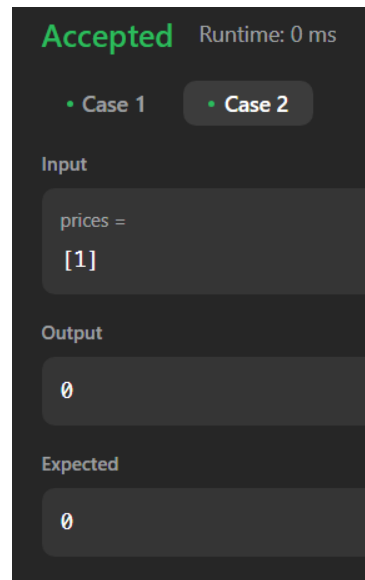 Accepted Runtime: 0 ms
• Case 1 • Case 2
Input
prices =
[1]
Output
0
Expected
0